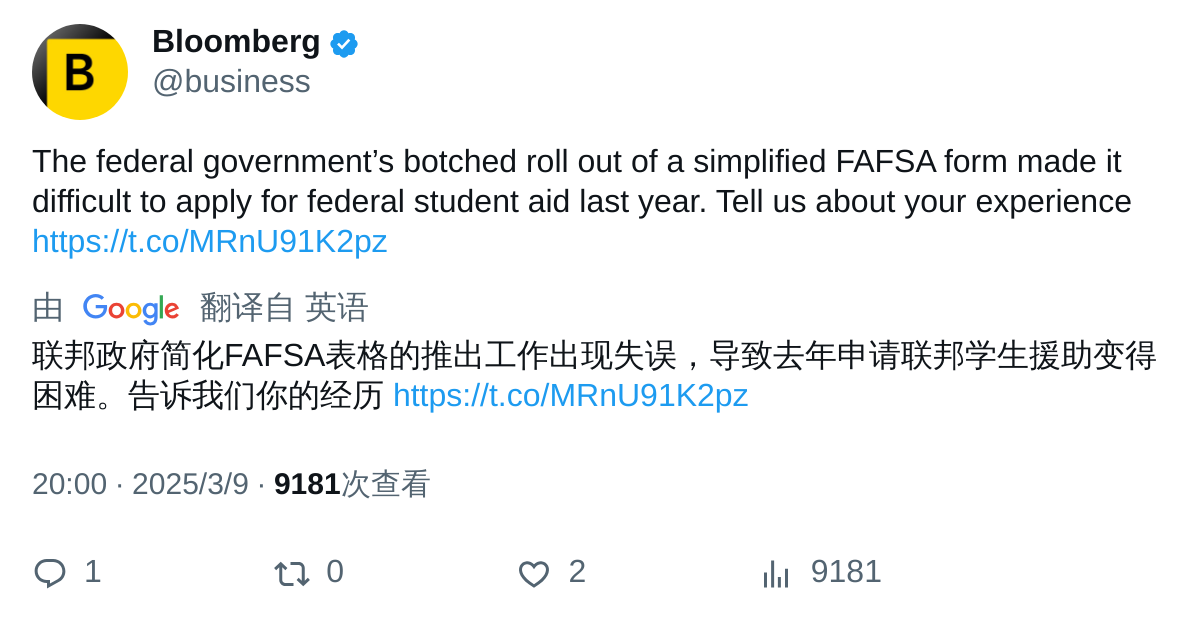 B
Bloomberg
@business
The federal government’s botched roll out of a simplified FAFSA form made it
difficult to apply for federal student aid last year. Tell us about your experience
https://t.co/MRnU91K2pz
由 Google 翻译自 英语
联邦政府简化FAFSA表格的推出工作出现失误，导致去年申请联邦学生援助变得
困难。告诉我们你的经历 https://t.co/MRnU91K2pz
20:00 · 2025/3/9 · 9181次查看
1 0 2 9181